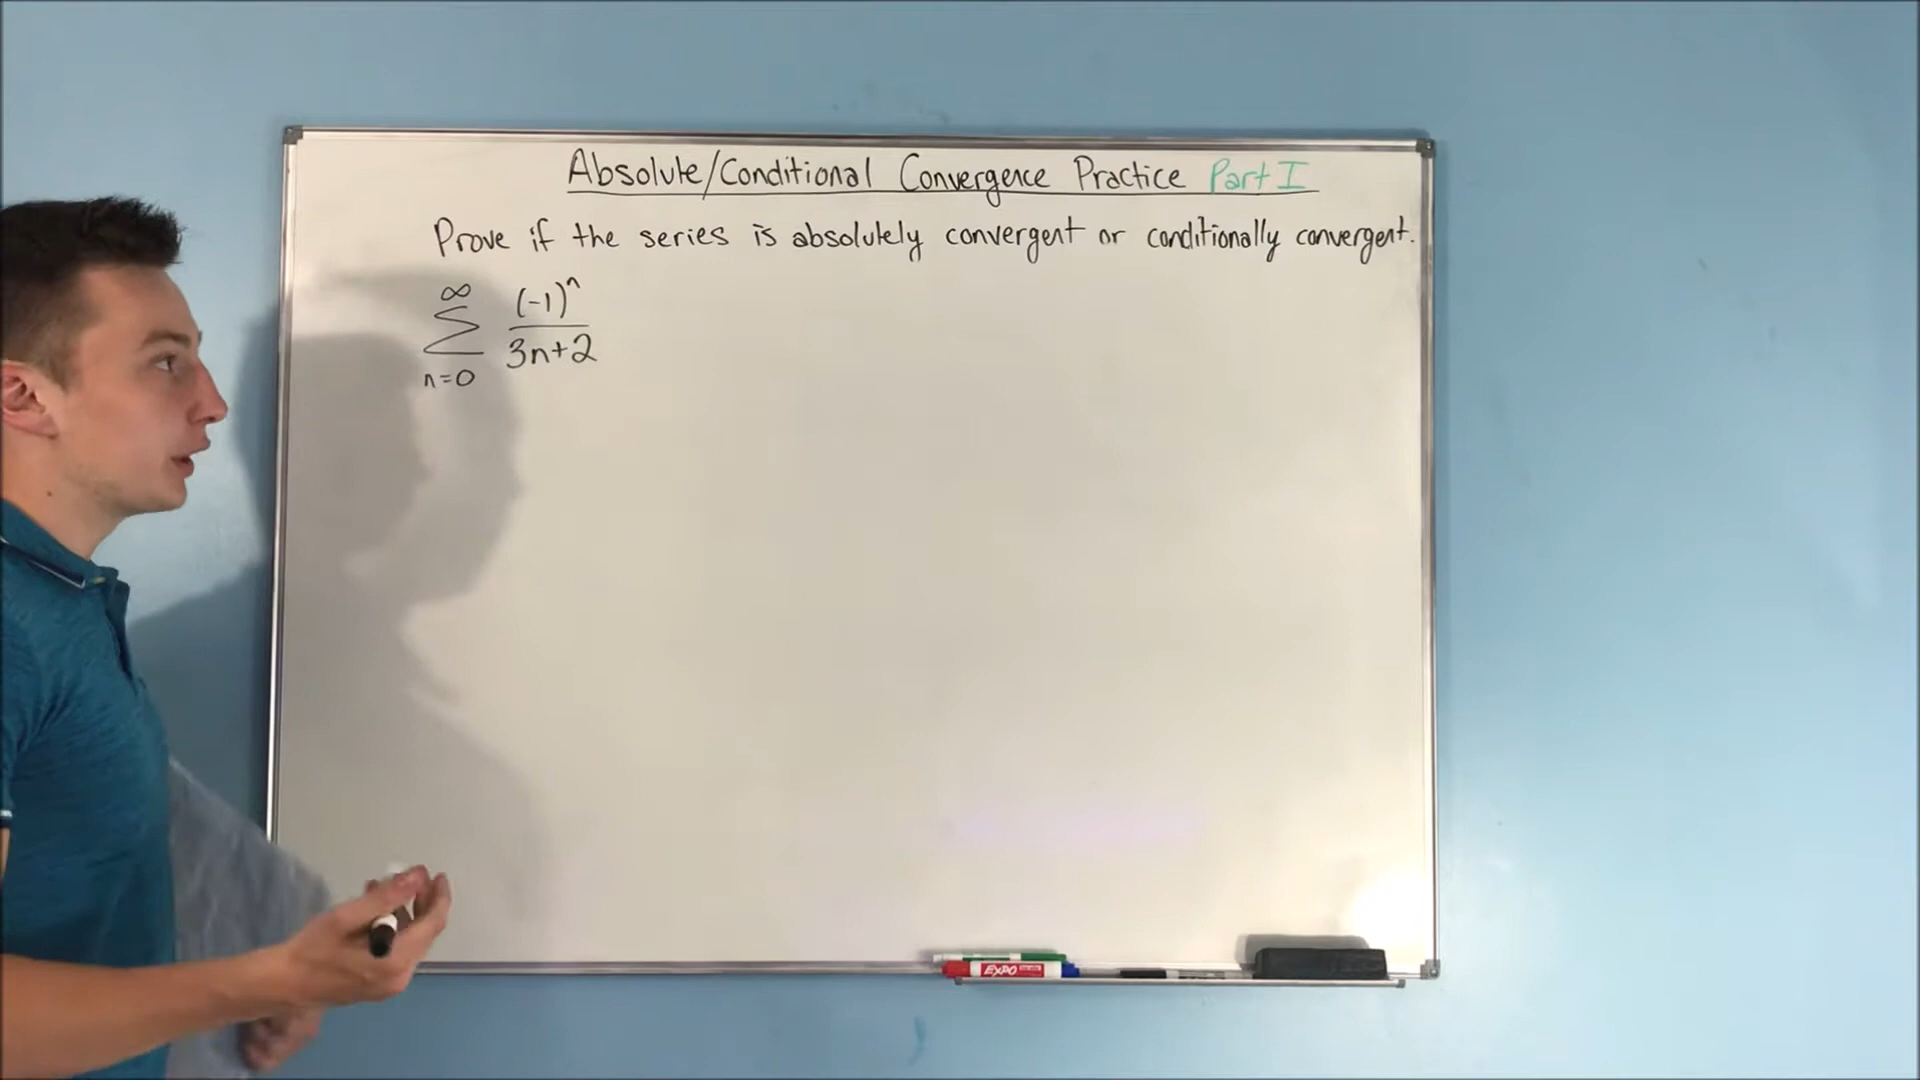 Absolute/Conditional Convergence Practice Part I
Prove if the series is absolutely convergent or conditionally convergent.
∞ (-1)ⁿ
Σ 3n+2
n=0
EXPO